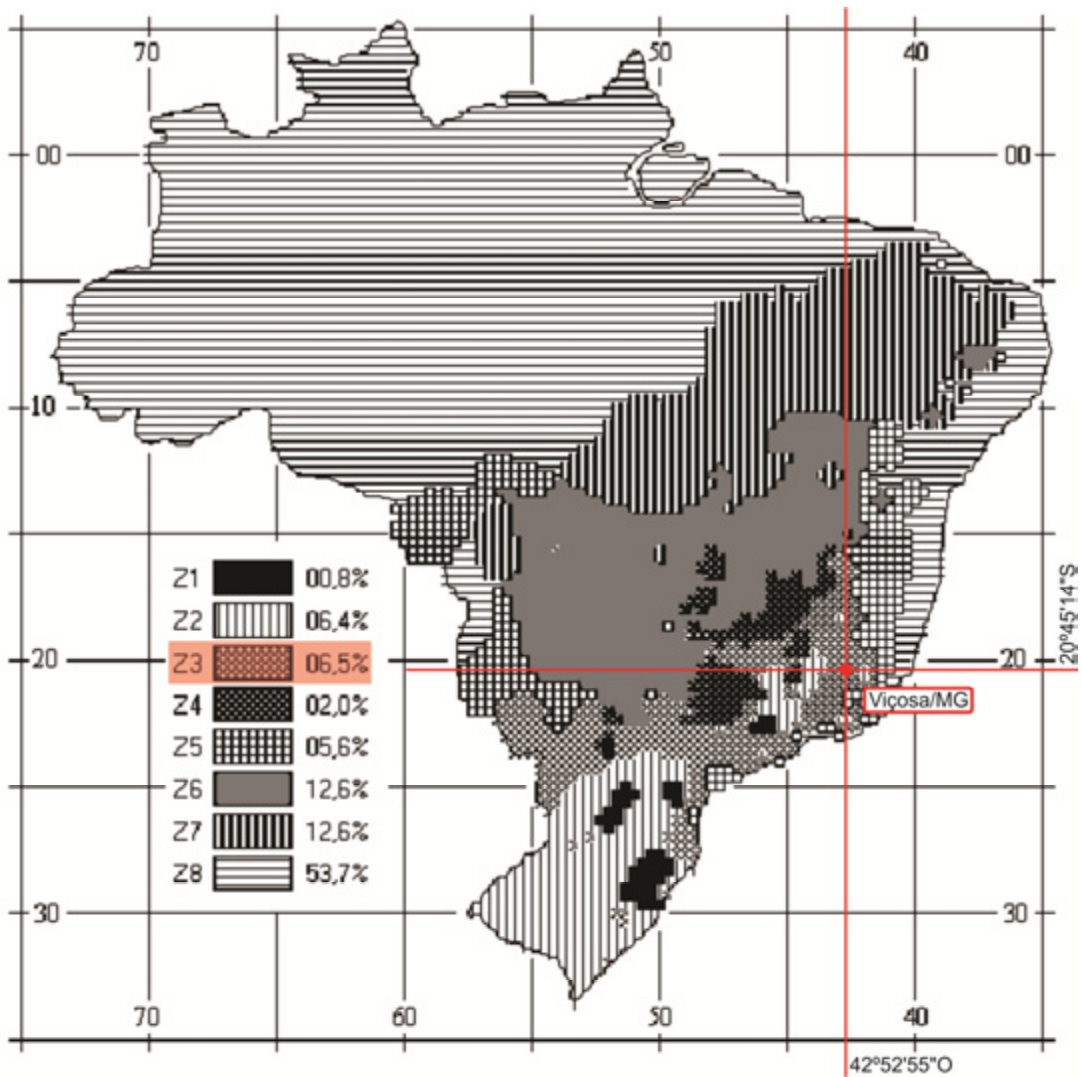 70 50 40
00 00
10
Z1 00,8%
Z2 06,4%
Z3 06,5%
Z4 02,0%
Z5 05,6%
Z6 12,6%
Z7 12,6%
Z8 53,7%
20 20
20°45'14"S
Viçosa/MG
30 30
70 60 50 40
42°52'55"O